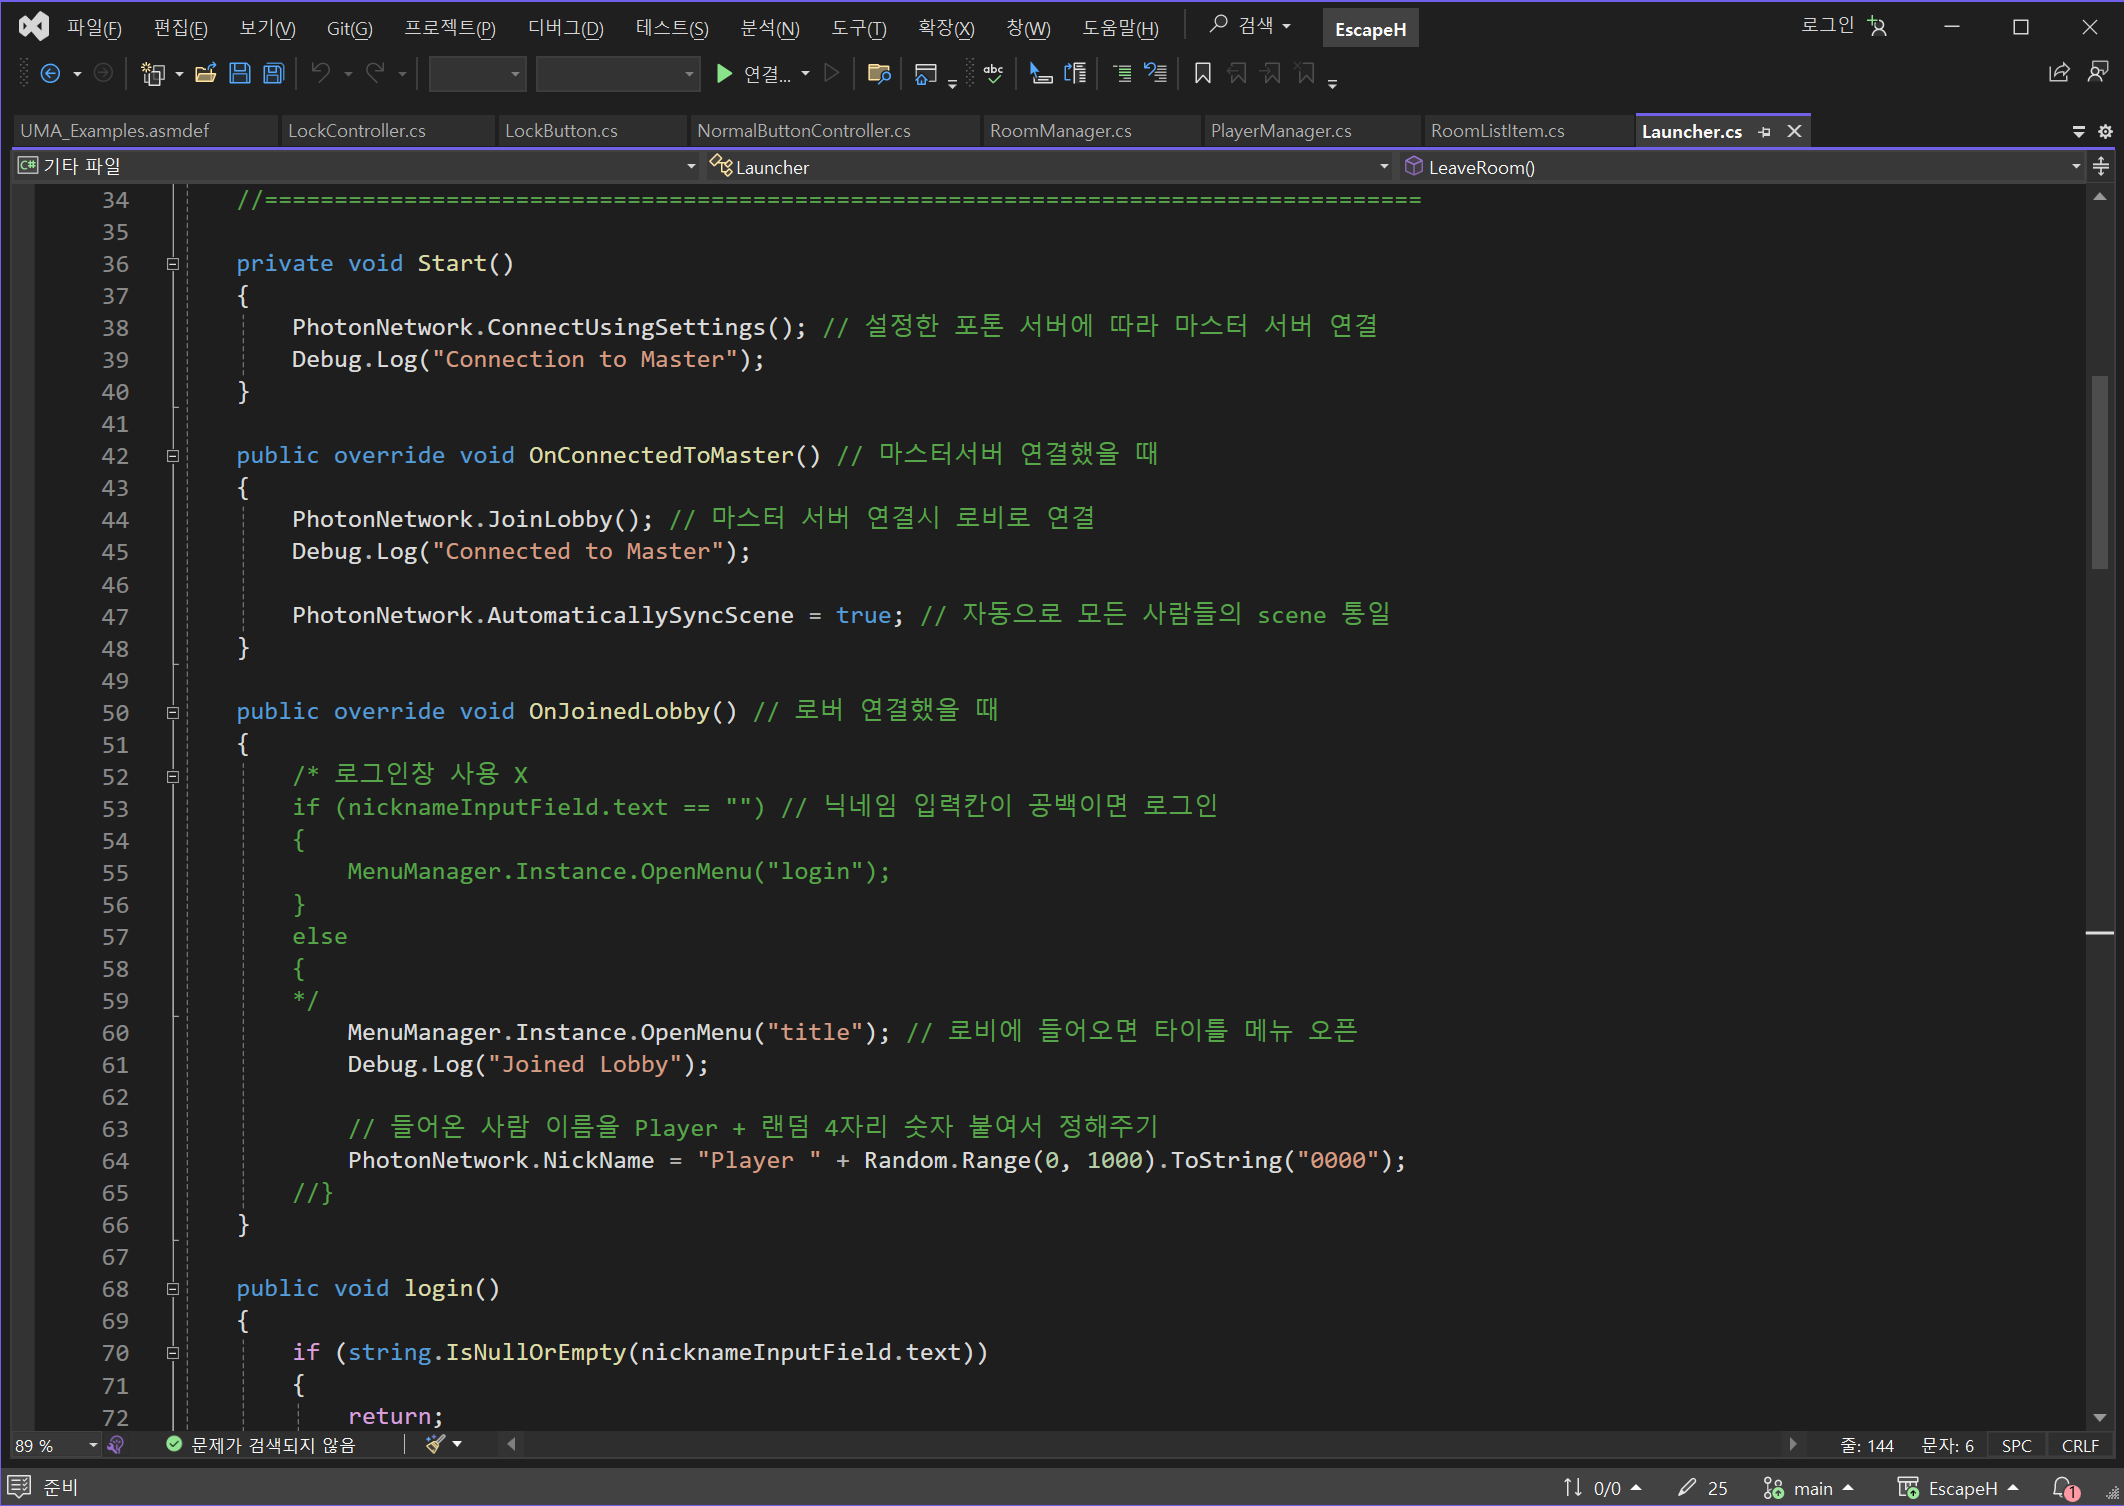 파일(F) 편집(E) 보기(V) Git(G) 프로젝트(P) 디버그(D) 테스트(S) 분석(N) 도구(T) 확장(X) 창(W) 도움말(H) 검색 EscapeH 로그인
연결...
UMA_Examples.asmdef LockController.cs LockButton.cs NormalButtonController.cs RoomManager.cs PlayerManager.cs RoomListItem.cs Launcher.cs
C# 기타 파일 Launcher LeaveRoom()
34 //===================================================================================
35
36 private void Start()
37 {
38 PhotonNetwork.ConnectUsingSettings(); // 설정한 포톤 서버에 따라 마스터 서버 연결
39 Debug.Log("Connection to Master");
40 }
41
42 public override void OnConnectedToMaster() // 마스터서버 연결했을 때
43 {
44 PhotonNetwork.JoinLobby(); // 마스터 서버 연결시 로비로 연결
45 Debug.Log("Connected to Master");
46
47 PhotonNetwork.AutomaticallySyncScene = true; // 자동으로 모든 사람들의 scene 통일
48 }
49
50 public override void OnJoinedLobby() // 로버 연결했을 때
51 {
52 /* 로그인창 사용 X
53 if (nicknameInputField.text == "") // 닉네임 입력칸이 공백이면 로그인
54 {
55 MenuManager.Instance.OpenMenu("login");
56 }
57 else
58 {
59 */
60 MenuManager.Instance.OpenMenu("title"); // 로비에 들어오면 타이틀 메뉴 오픈
61 Debug.Log("Joined Lobby");
62
63 // 들어온 사람 이름을 Player + 랜덤 4자리 숫자 붙여서 정해주기
64 PhotonNetwork.NickName = "Player " + Random.Range(0, 1000).ToString("0000");
65 //}
66 }
67
68 public void login()
69 {
70 if (string.IsNullOrEmpty(nicknameInputField.text))
71 {
72 return;
89 % 문제가 검색되지 않음 줄: 144 문자: 6 SPC CRLF
준비 0/0 25 main EscapeH 1